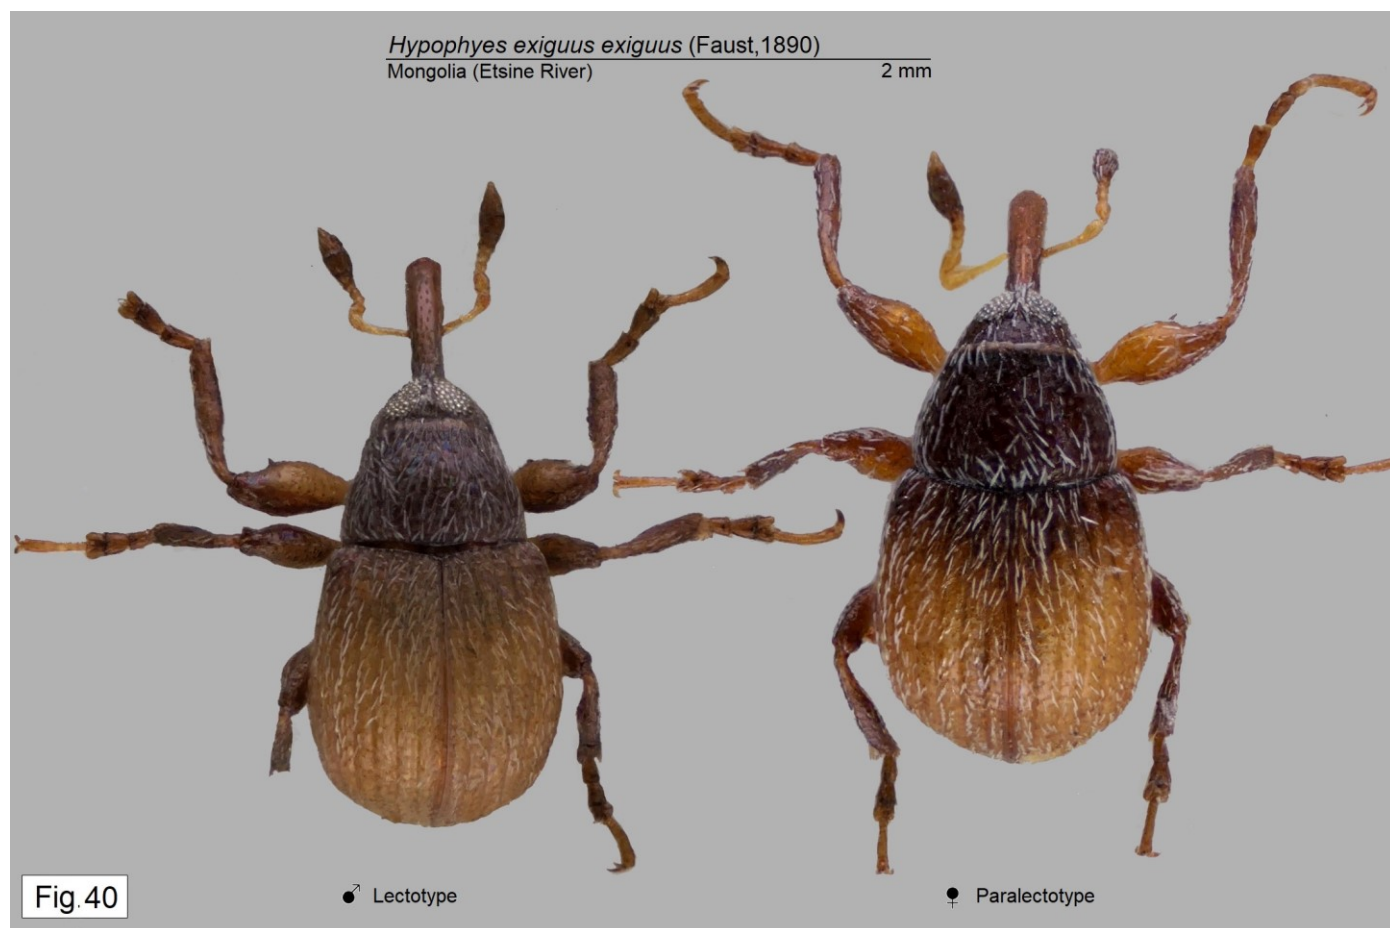 Hypophyes exiguus exiguus (Faust,1890)
Mongolia (Etsine River) 2 mm
Fig.40
♂ Lectotype
♀ Paralectotype